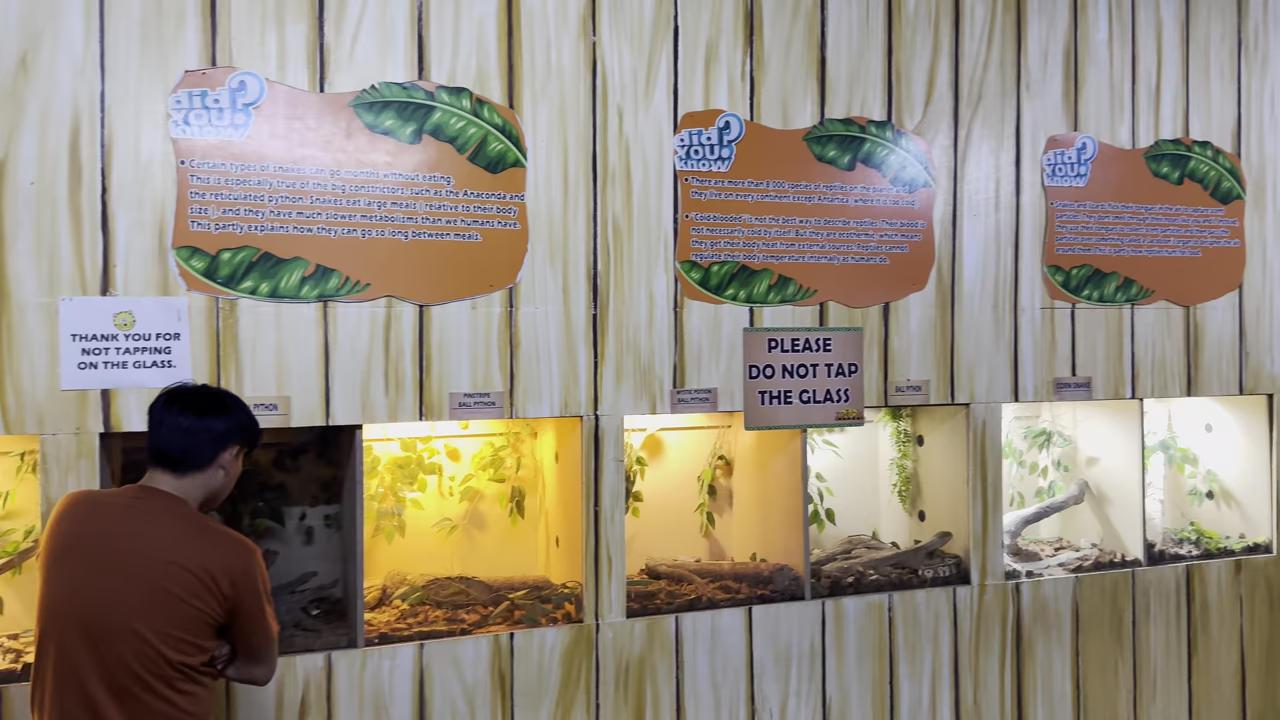 did
YOU?
know
• Certain types of snakes can go months without eating.
This is especially true of the big constrictors, such as the Anaconda and
the reticulated python. Snakes eat large meals ( relative to their body
size ), and they have much slower metabolisms than we humans have.
This partly explains how they can go so long between meals.
did
YOU?
know
• There are more than 8 000 species of reptiles on the planet
they live on every continent except Antartica ( where it is too cold
• "Cold-blooded" is not the best way to describe reptiles. Their blood is
not necessarily cold by itself. But they are ecothermic, which means
they get their body heat from external sources. Reptiles cannot
regulate their body temperature internally as humans do.
did
YOU?
know
THANK YOU FOR
NOT TAPPING
ON THE GLASS.
PLEASE
DO NOT TAP
THE GLASS
PYTHON
PINSTRIPE
BALL PYTHON
MYSTIC POTION
BALL PYTHON
BALL PYTHON
CORN SNAKE